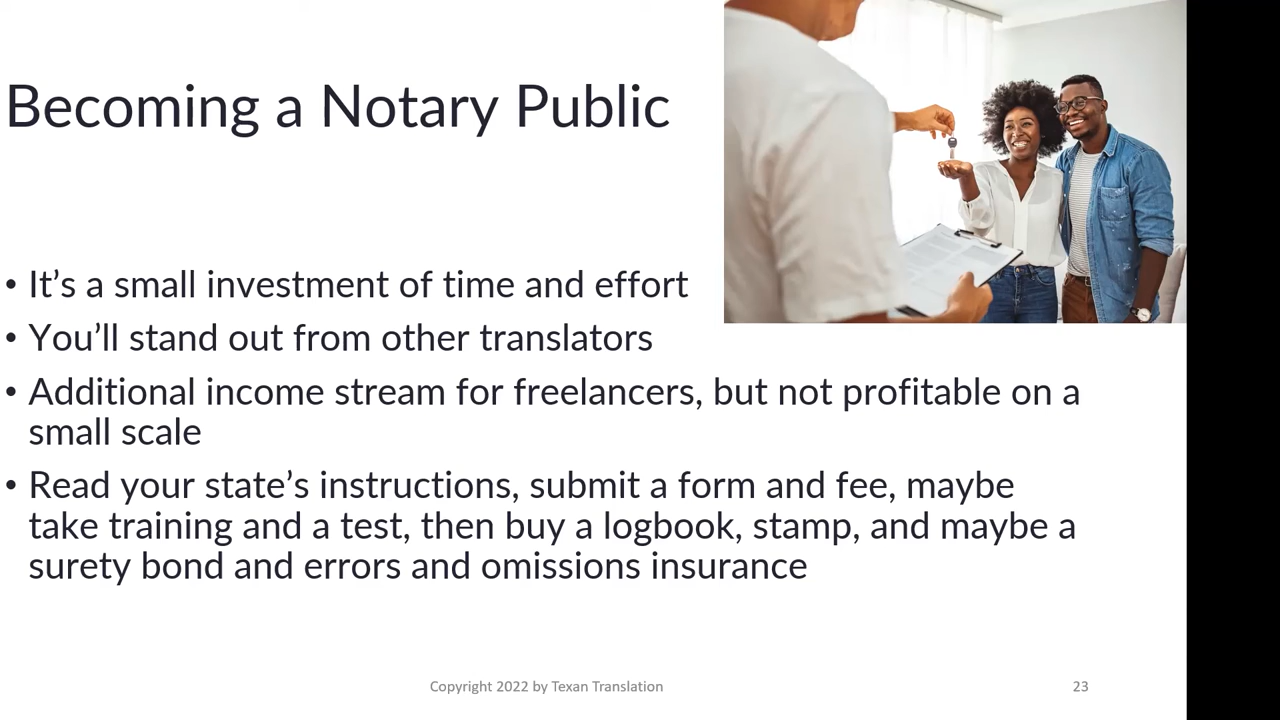 Becoming a Notary Public
• It’s a small investment of time and effort
• You’ll stand out from other translators
• Additional income stream for freelancers, but not profitable on a
small scale
• Read your state’s instructions, submit a form and fee, maybe
take training and a test, then buy a logbook, stamp, and maybe a
surety bond and errors and omissions insurance
Copyright 2022 by Texan Translation
23